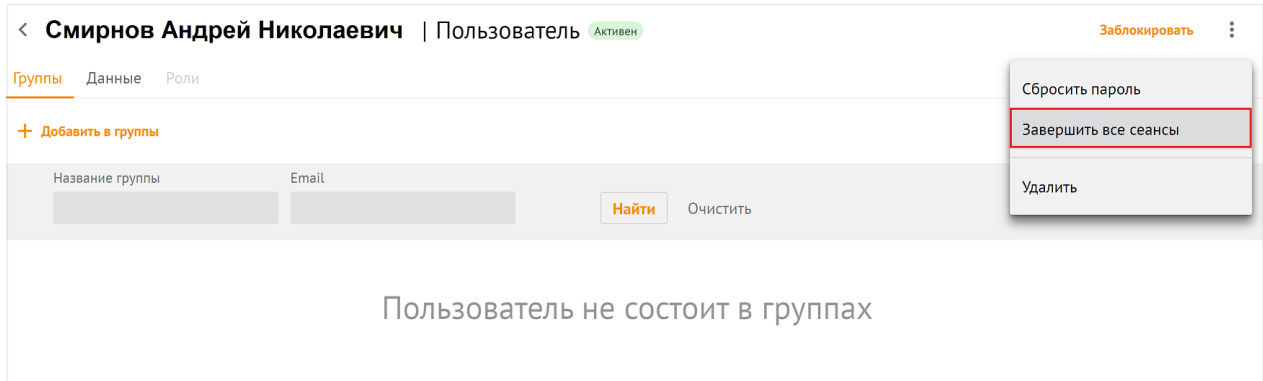 Смирнов Андрей Николаевич | Пользователь Активен Заблокировать
Группы Данные Роли
Сбросить пароль
Добавить в группы
Завершить все сеансы
Название группы Email
Удалить
Найти Очистить
Пользователь не состоит в группах